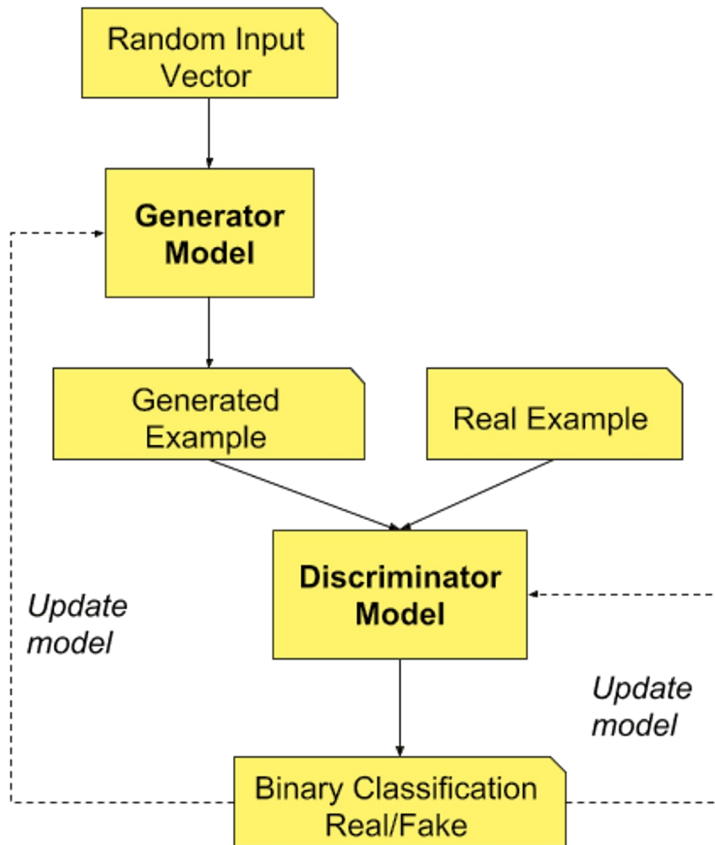 Random Input
Vector
Generator
Model
Generated
Example
Real Example
Discriminator
Model
Update
model
Update
model
Binary Classification
Real/Fake